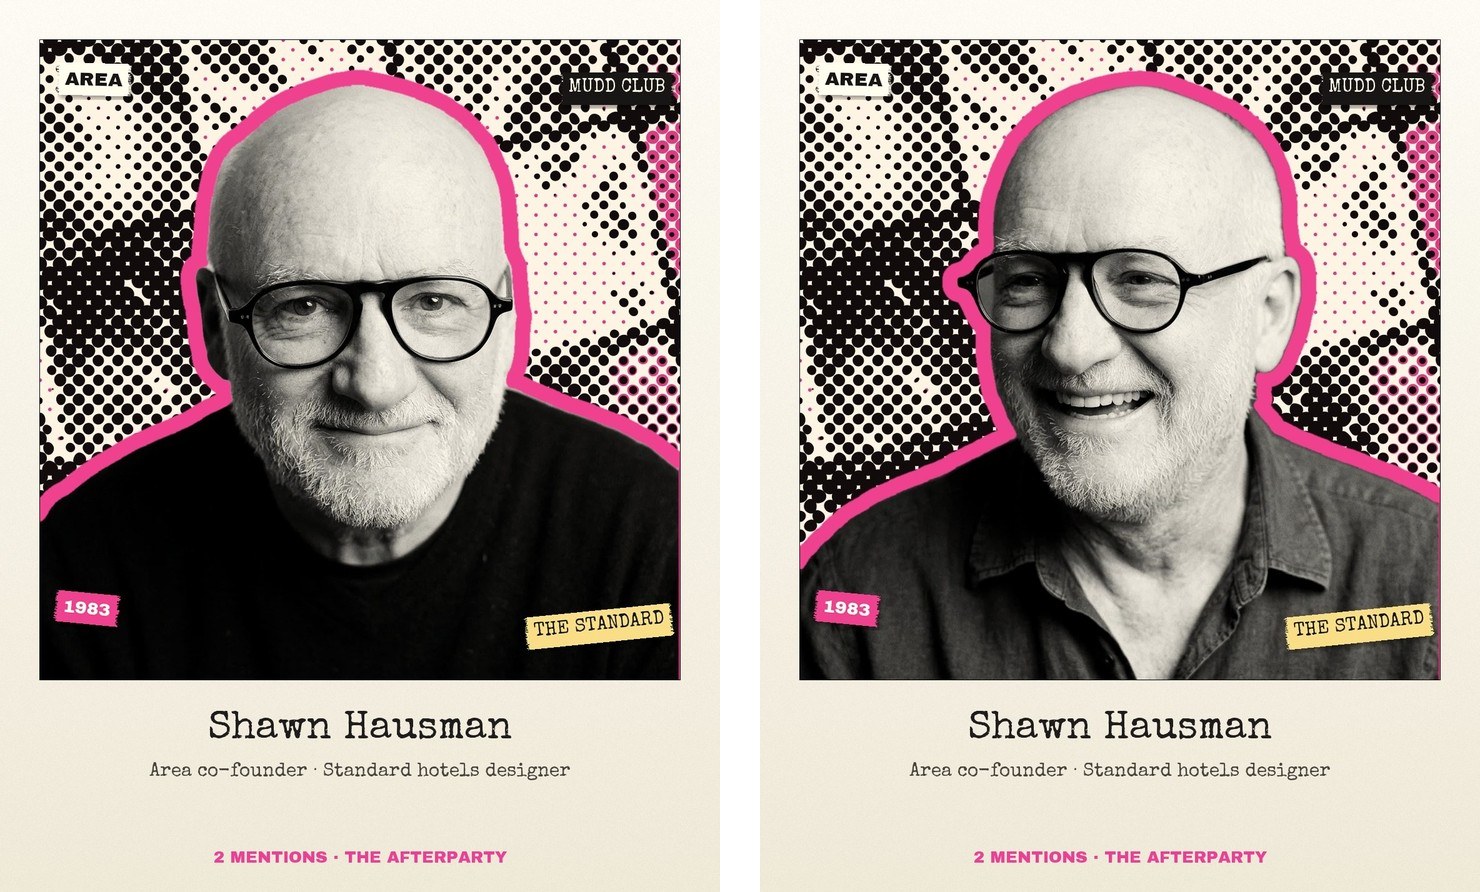 AREA
MUDD CLUB
1983
THE STANDARD
Shawn Hausman
Area co-founder · Standard hotels designer
2 MENTIONS · THE AFTERPARTY
AREA
MUDD CLUB
1983
THE STANDARD
Shawn Hausman
Area co-founder · Standard hotels designer
2 MENTIONS · THE AFTERPARTY